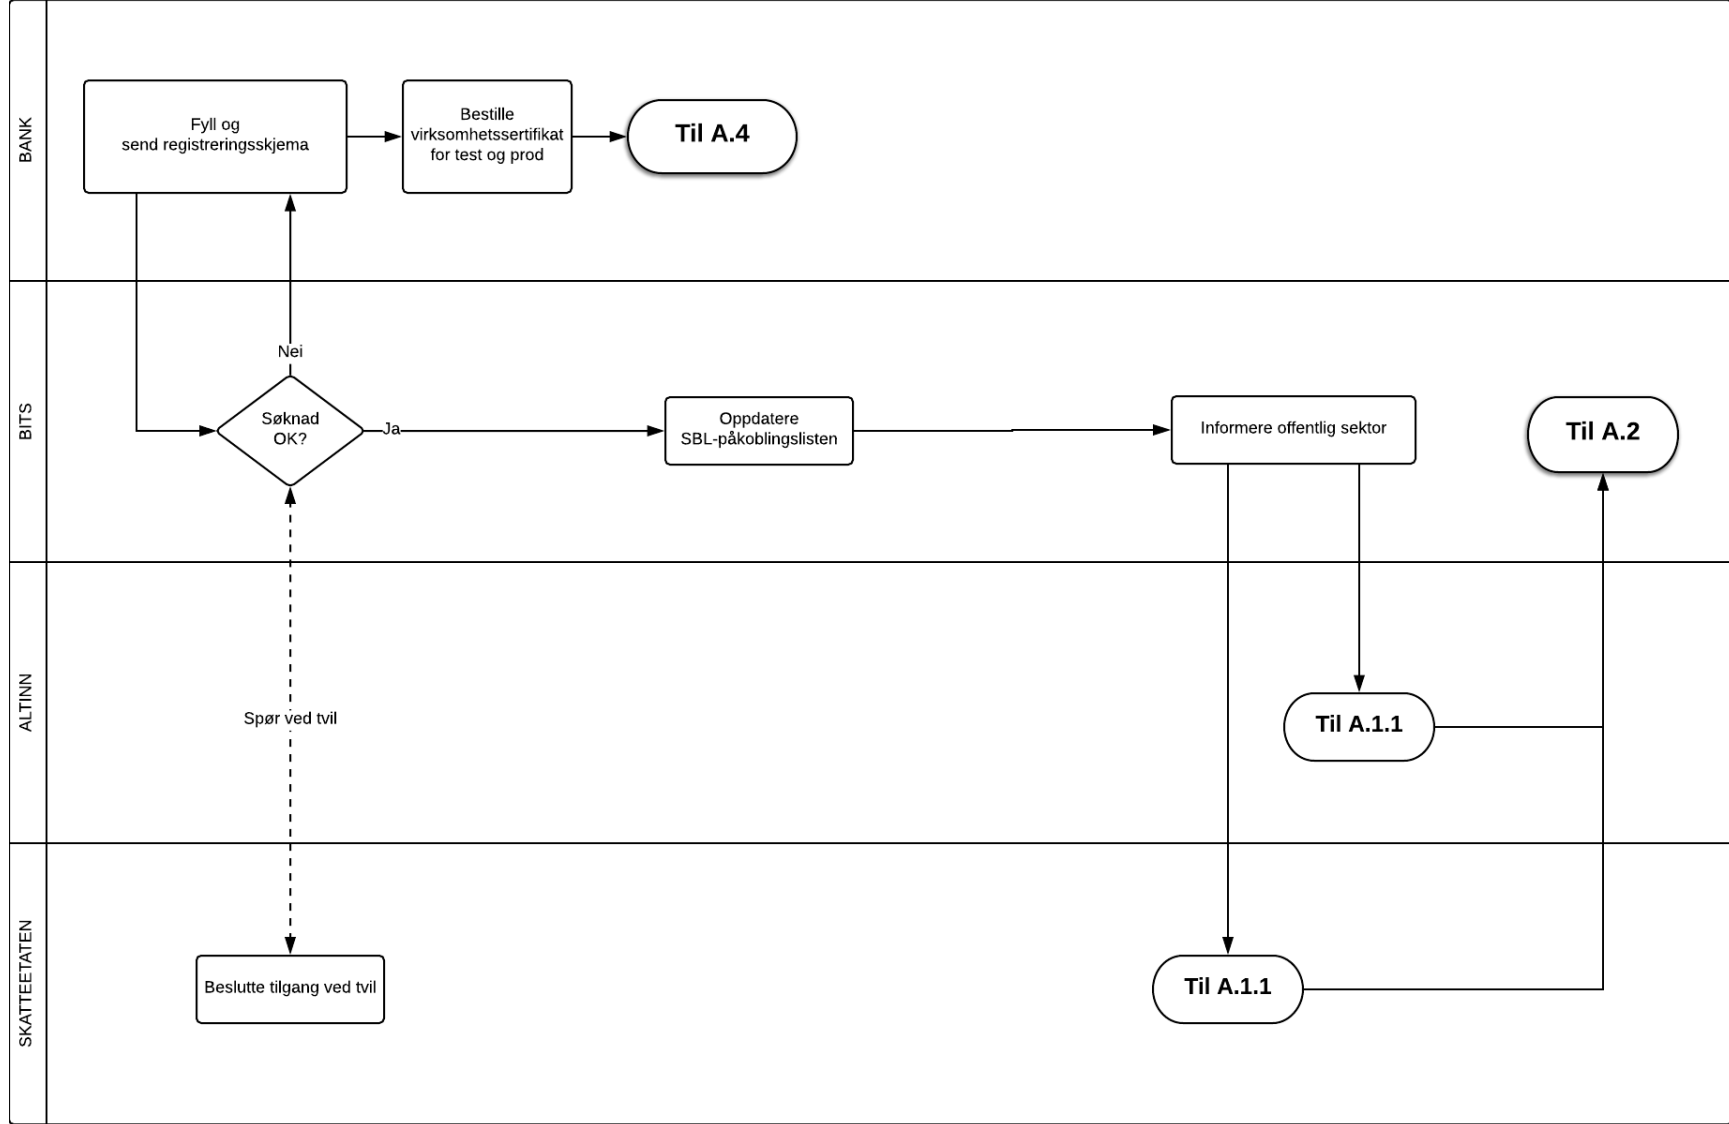 BANK
Fyll og
send registreringsskjema
Bestille
virksomhetssertifikat
for test og prod
Til A.4
BITS
Nei
Søknad
OK?
Ja
Oppdatere
SBL-påkoblingslisten
Informere offentlig sektor
Til A.2
ALTINN
Spør ved tvil
Til A.1.1
SKATTEETATEN
Beslutte tilgang ved tvil
Til A.1.1